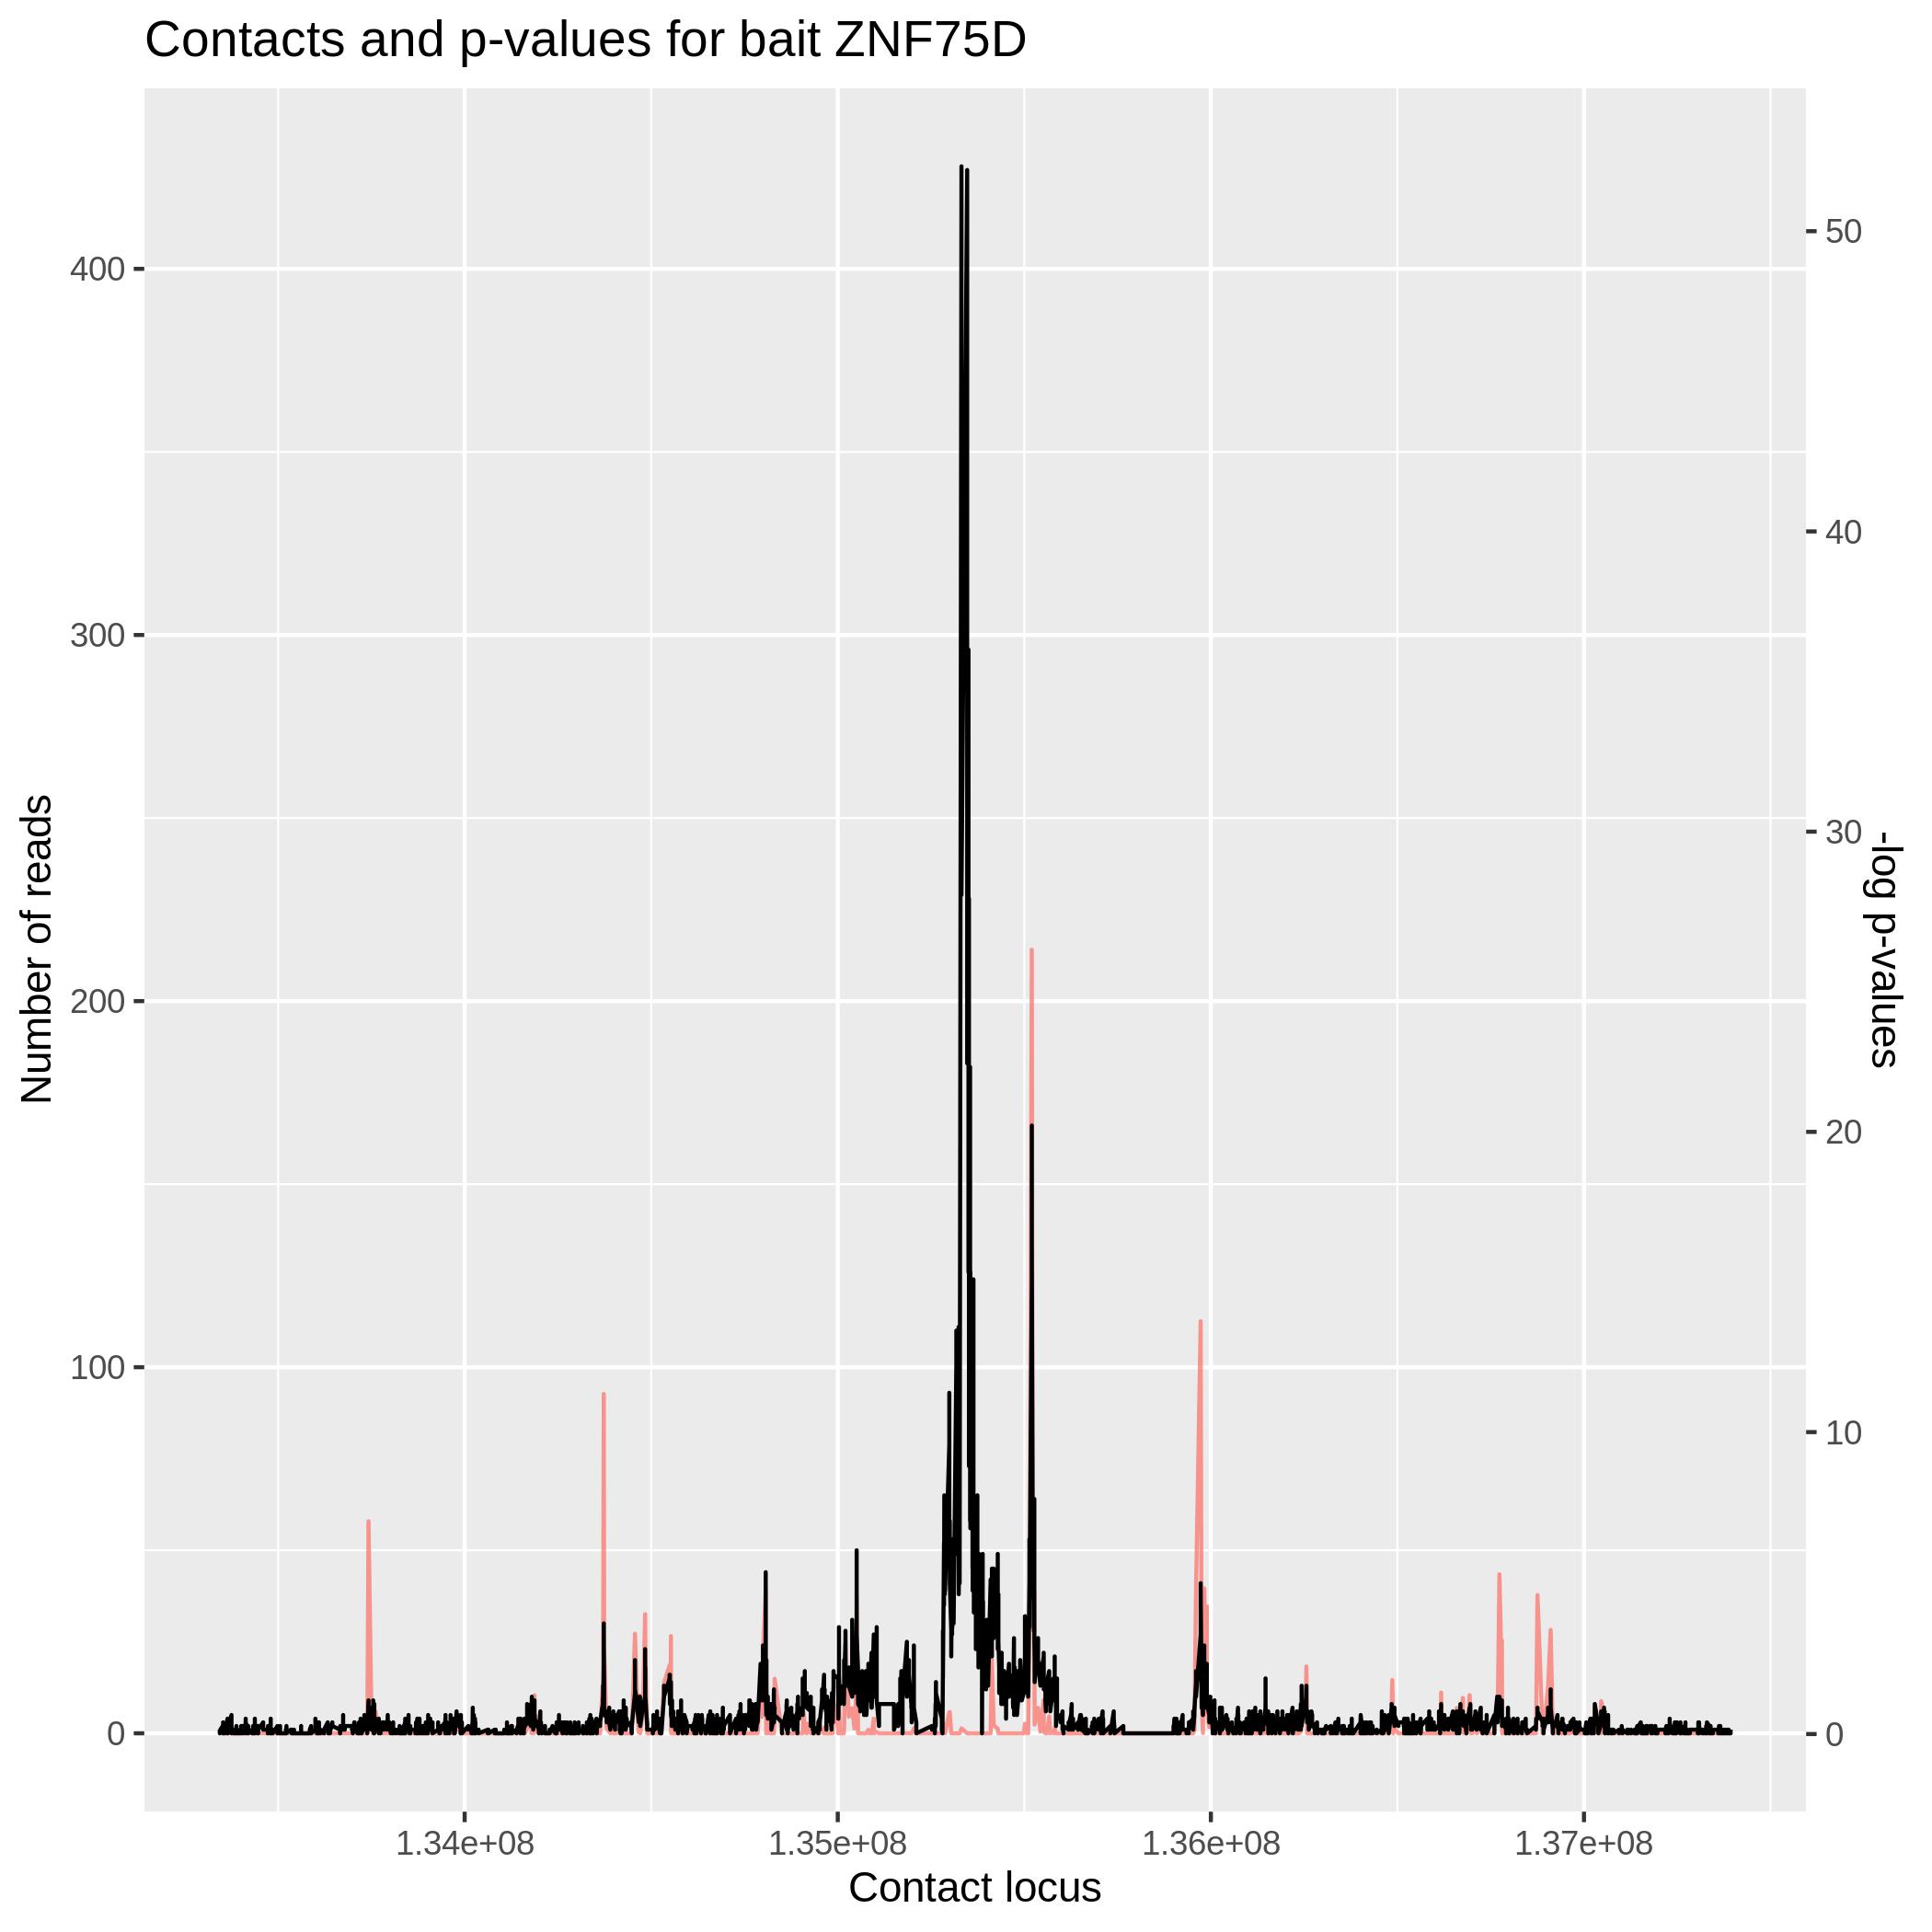 Contacts and p-values for bait ZNF75D
Number of reads
400
300
200
100
0
50
40
30
20
10
0
-log p-values
1.34e+08
1.35e+08
1.36e+08
1.37e+08
Contact locus